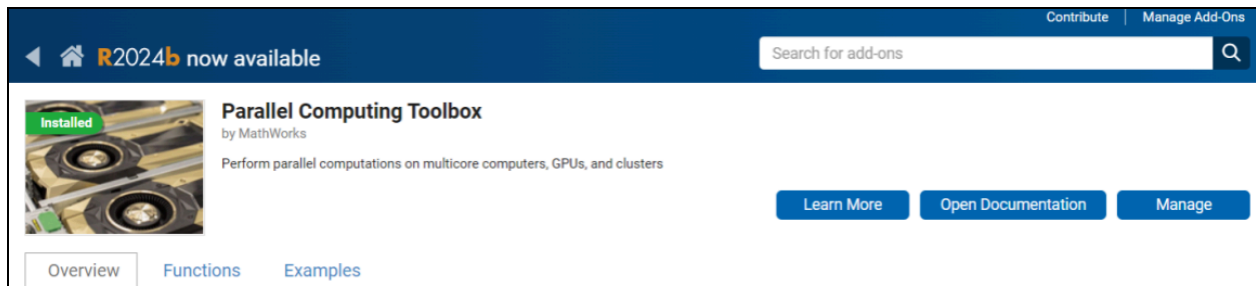 Contribute | Manage Add-Ons
R2024b now available
Search for add-ons
Installed
Parallel Computing Toolbox
by MathWorks
Perform parallel computations on multicore computers, GPUs, and clusters
Learn More Open Documentation Manage
Overview Functions Examples